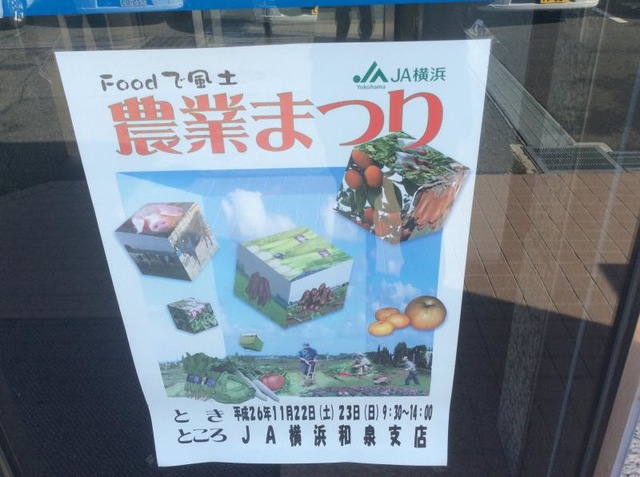 Foodで風土
JA横浜
Yokohama
農業まつり
とき 平成26年11月22日(土) 23日(日) 9:30~14:00
ところ JA横浜和泉支店